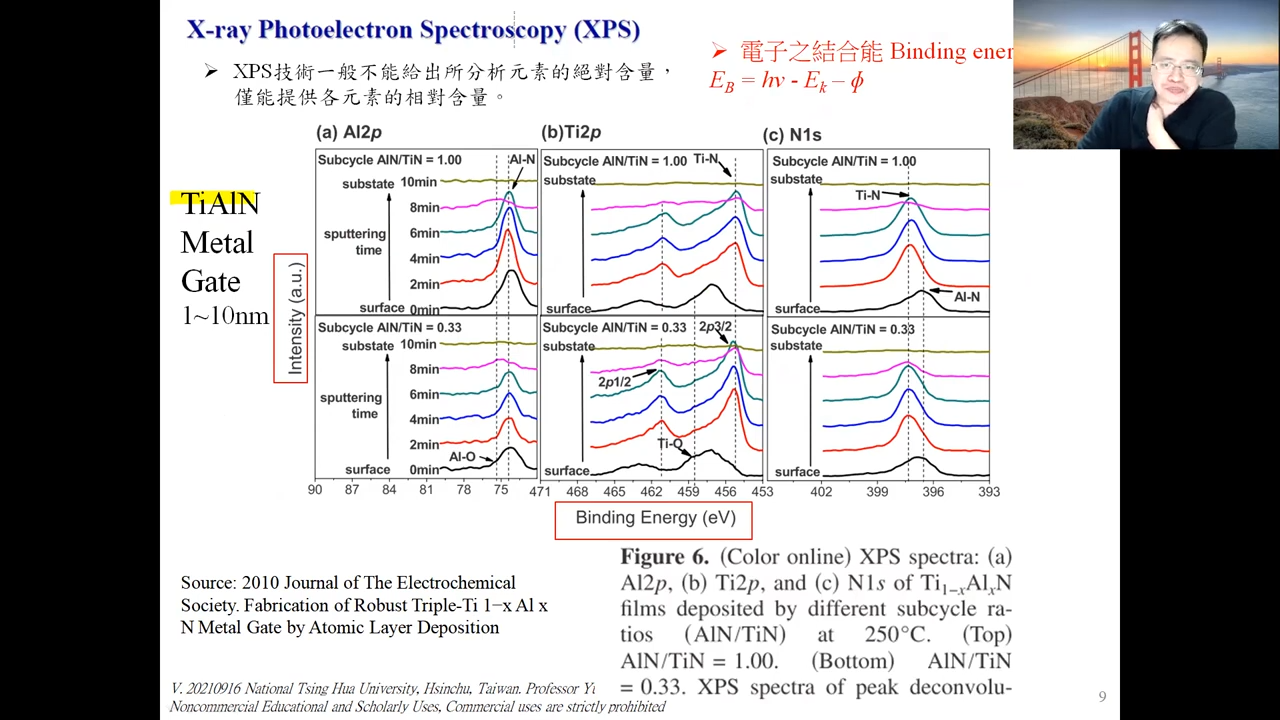 X-ray Photoelectron Spectroscopy (XPS)
➢ XPS技術一般不能給出所分析元素的絕對含量,
僅能提供各元素的相對含量。
➢ 電子之結合能 Binding ener
E_B = hν - E_k – ϕ
TiAlN
Metal
Gate
1~10nm
(a) Al2p
Subcycle AlN/TiN = 1.00
Al-N
substate
10min
8min
sputtering
time
6min
4min
2min
surface
0min
Subcycle AlN/TiN = 0.33
substate
10min
8min
sputtering
time
6min
4min
2min
Al-O
surface
0min
90 87 84 81 78 75
(b)Ti2p
Subcycle AlN/TiN = 1.00
Ti-N
substate
surface
Subcycle AlN/TiN = 0.33
2p3/2
substate
2p1/2
Ti-O
surface
471 468 465 462 459 456 453
(c) N1s
Subcycle AlN/TiN = 1.00
substate
Ti-N
Al-N
surface
Subcycle AlN/TiN = 0.33
substate
surface
402 399 396 393
Intensity (a.u.)
Binding Energy (eV)
Figure 6. (Color online) XPS spectra: (a)
Al2p, (b) Ti2p, and (c) N1s of Ti1−xAlxN
films deposited by different subcycle ra-
tios (AlN/TiN) at 250°C. (Top)
AlN/TiN = 1.00. (Bottom) AlN/TiN
= 0.33. XPS spectra of peak deconvolu-
Source: 2010 Journal of The Electrochemical
Society. Fabrication of Robust Triple-Ti 1−x Al x
N Metal Gate by Atomic Layer Deposition
V. 20210916 National Tsing Hua University, Hsinchu, Taiwan. Professor
Noncommercial Educational and Scholarly Uses, Commercial uses are strictly prohibited
9